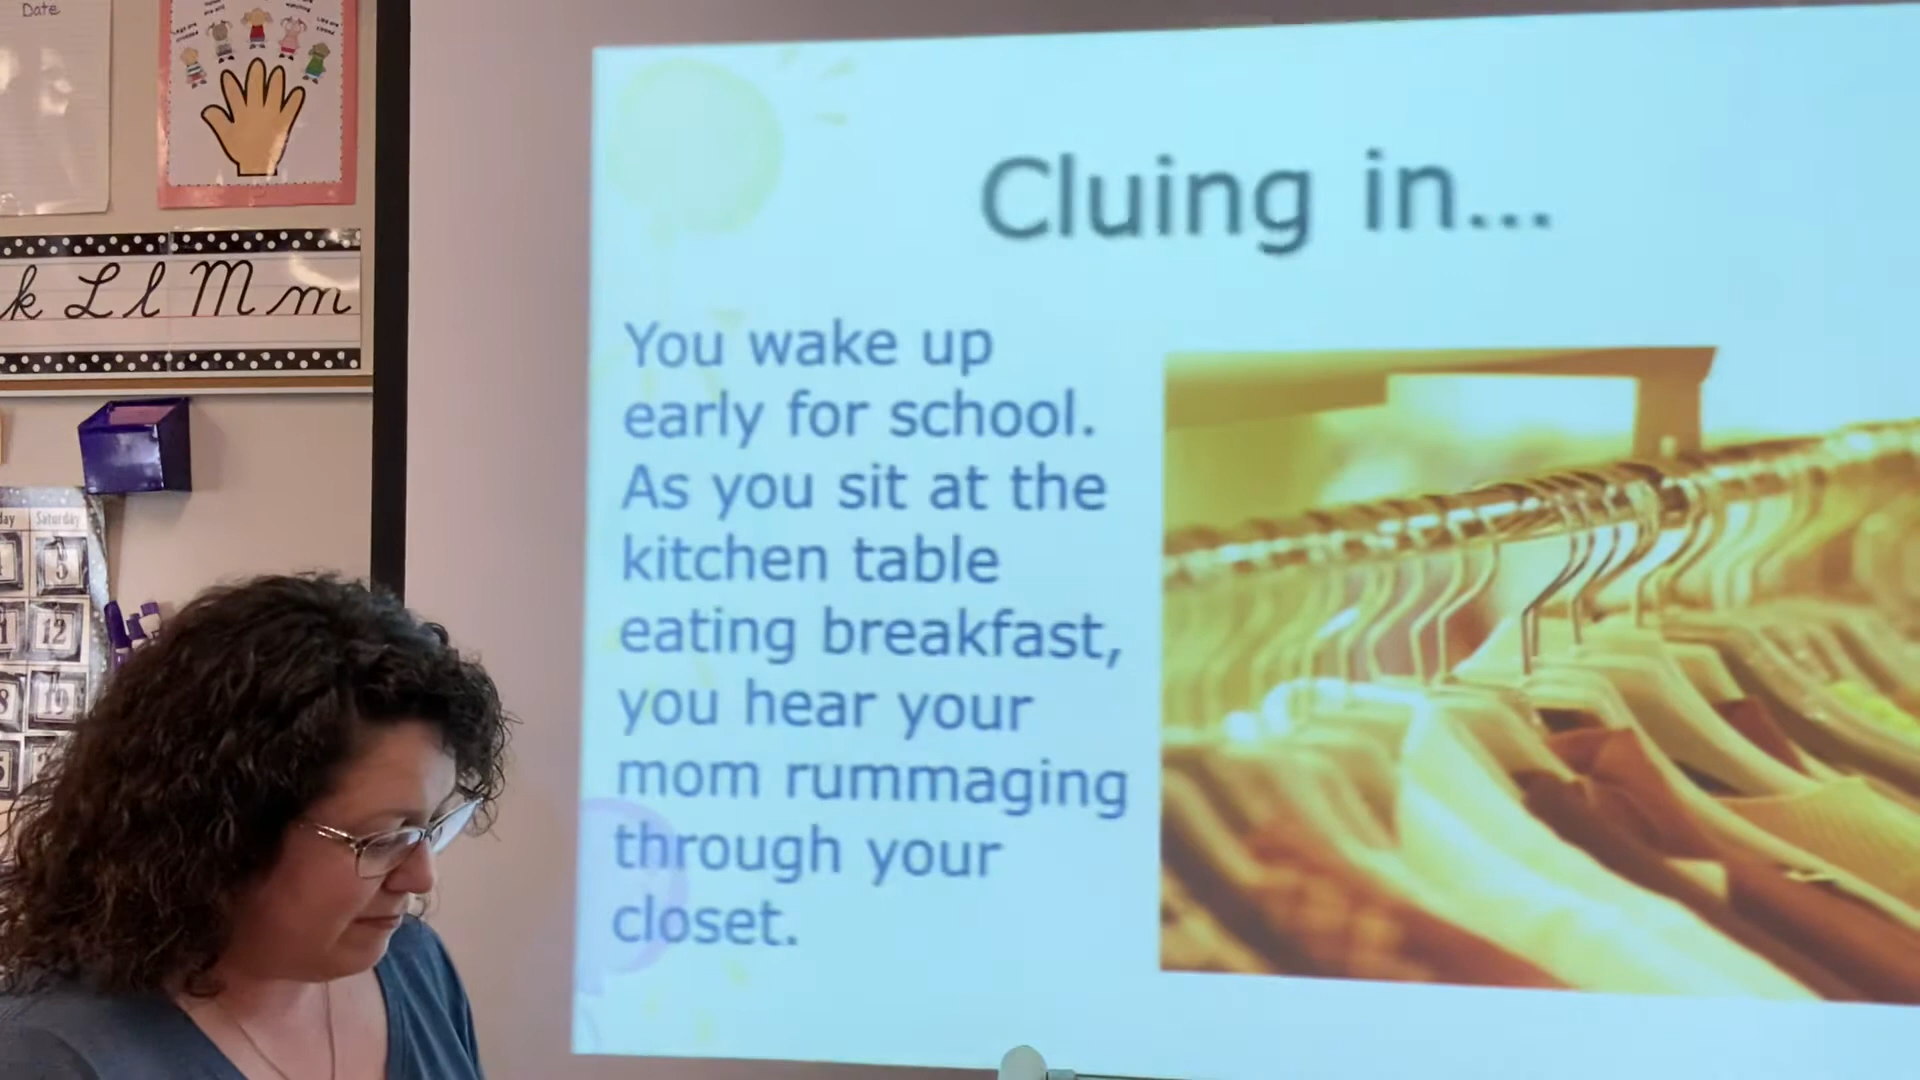 Date
k L l M m
day Saturday
5
12
19
Cluing in...
You wake up
early for school.
As you sit at the
kitchen table
eating breakfast,
you hear your
mom rummaging
through your
closet.